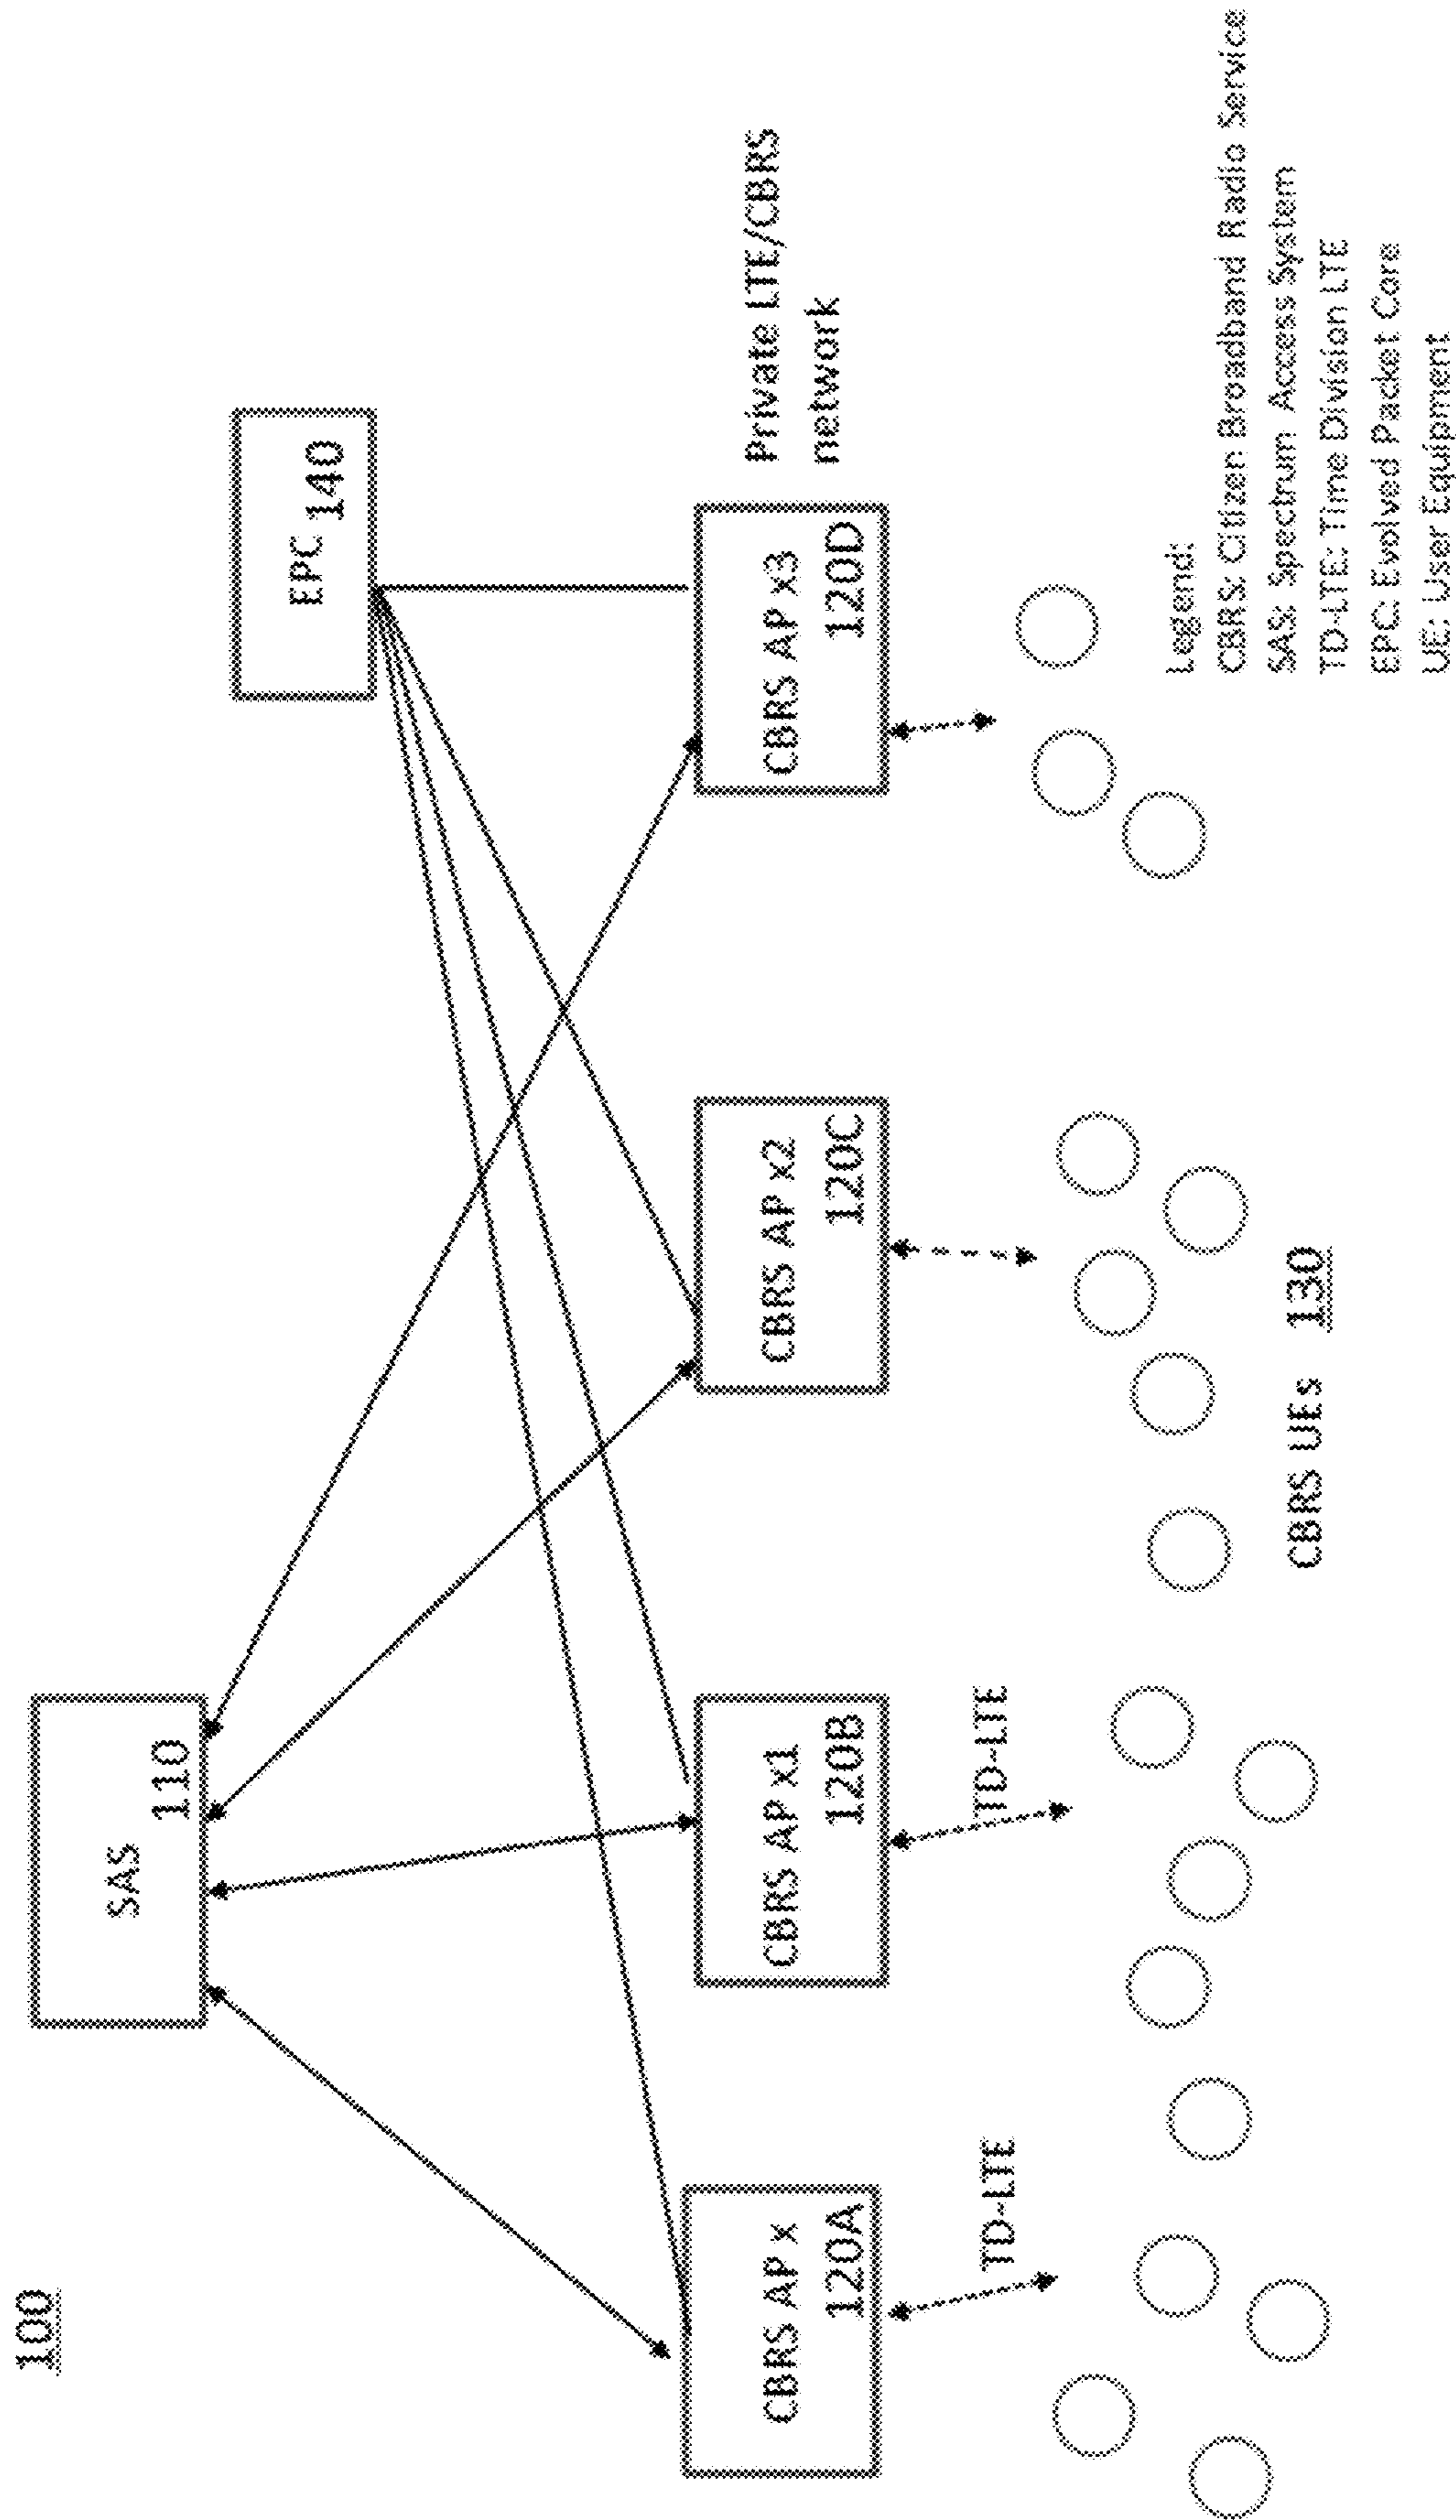 100
SAS
110
EPC
140
CBRS AP x
120A
CBRS AP x1
120B
CBRS AP x2
120C
CBRS AP x3
120D
Private LTE/CBRS
network
TD-LTE
TD-LTE
CBRS UEs 130
Legend:
CBRS: Citizen Broadband Radio Service
SAS: Spectrum Access System
TD-LTE: Time Division LTE
EPC: Evolved Packet Core
UE: User Equipment